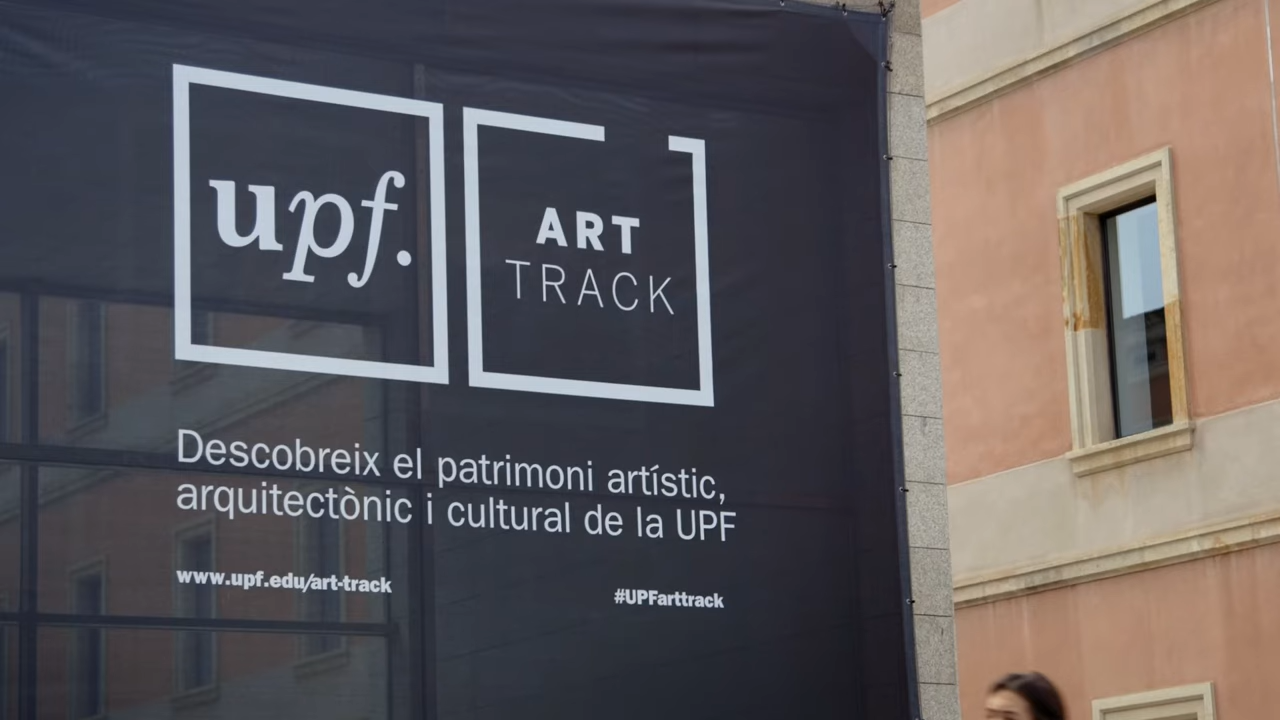 upf.
ART
TRACK
Descobreix el patrimoni artístic,
arquitectònic i cultural de la UPF
www.upf.edu/art-track
#UPFarttrack